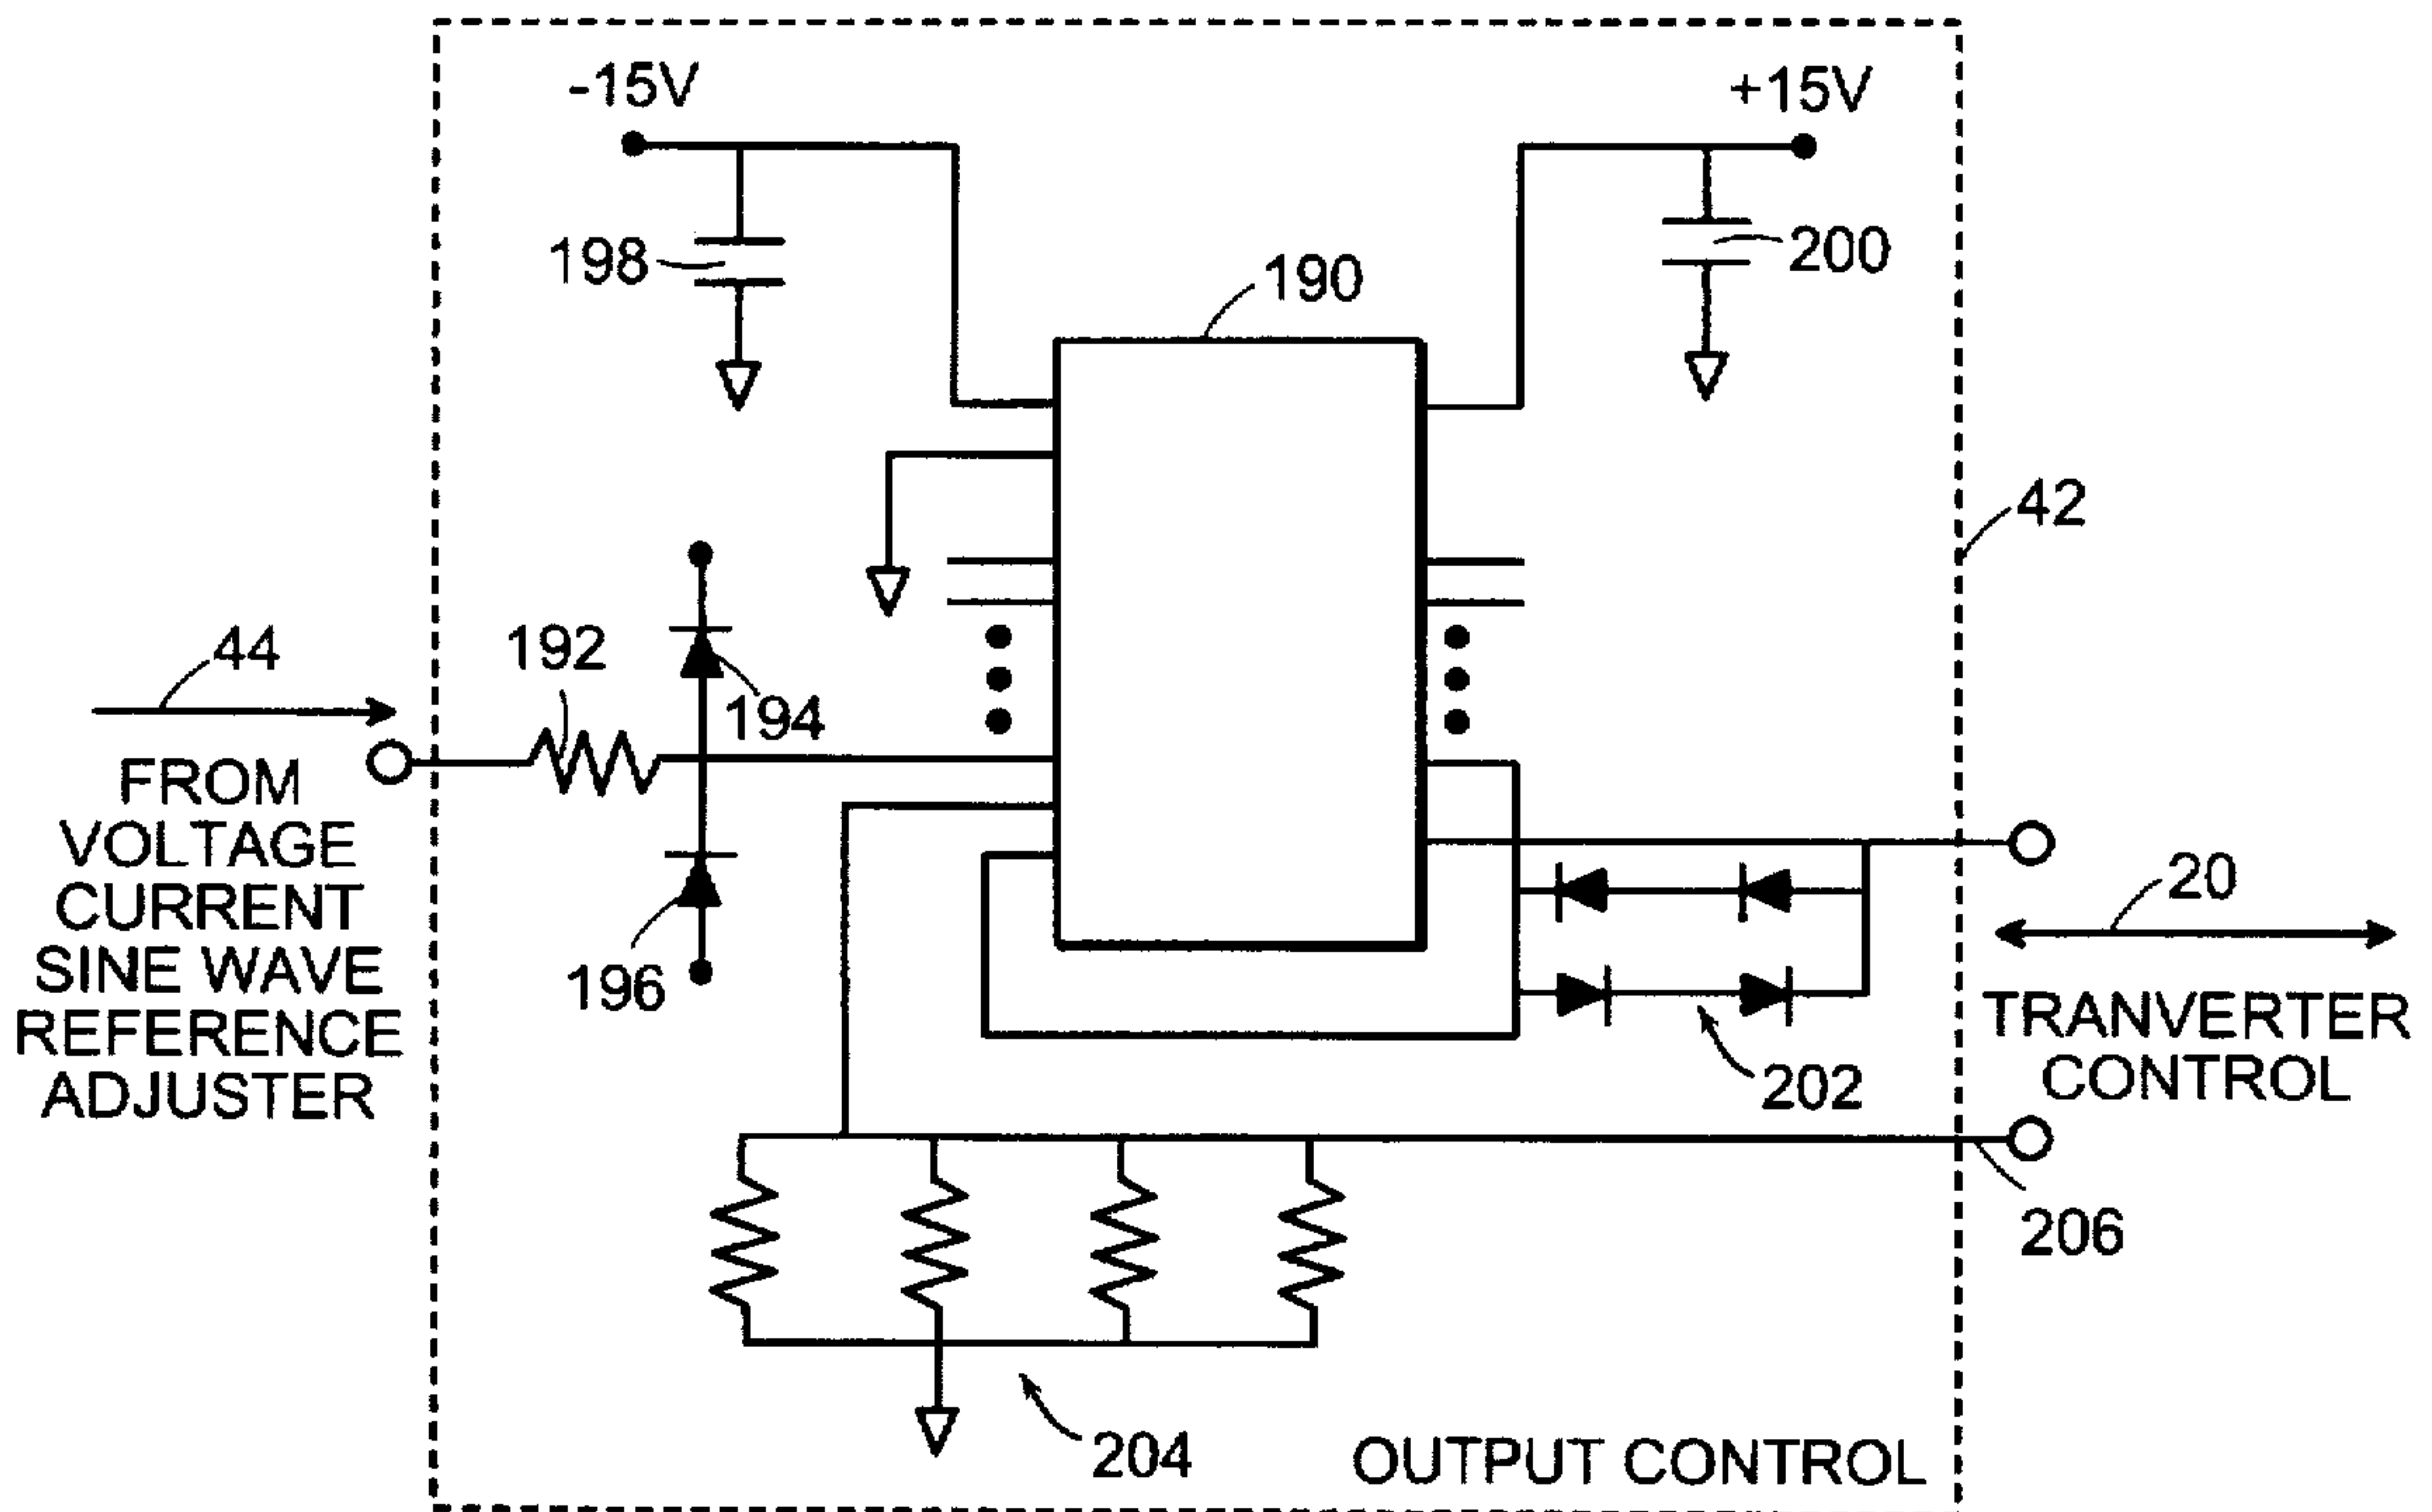 -15V
+15V
198
200
190
42
44
192
194
FROM
VOLTAGE
CURRENT
SINE WAVE
REFERENCE
ADJUSTER
196
20
TRANVERTER
CONTROL
202
206
204
OUTPUT CONTROL